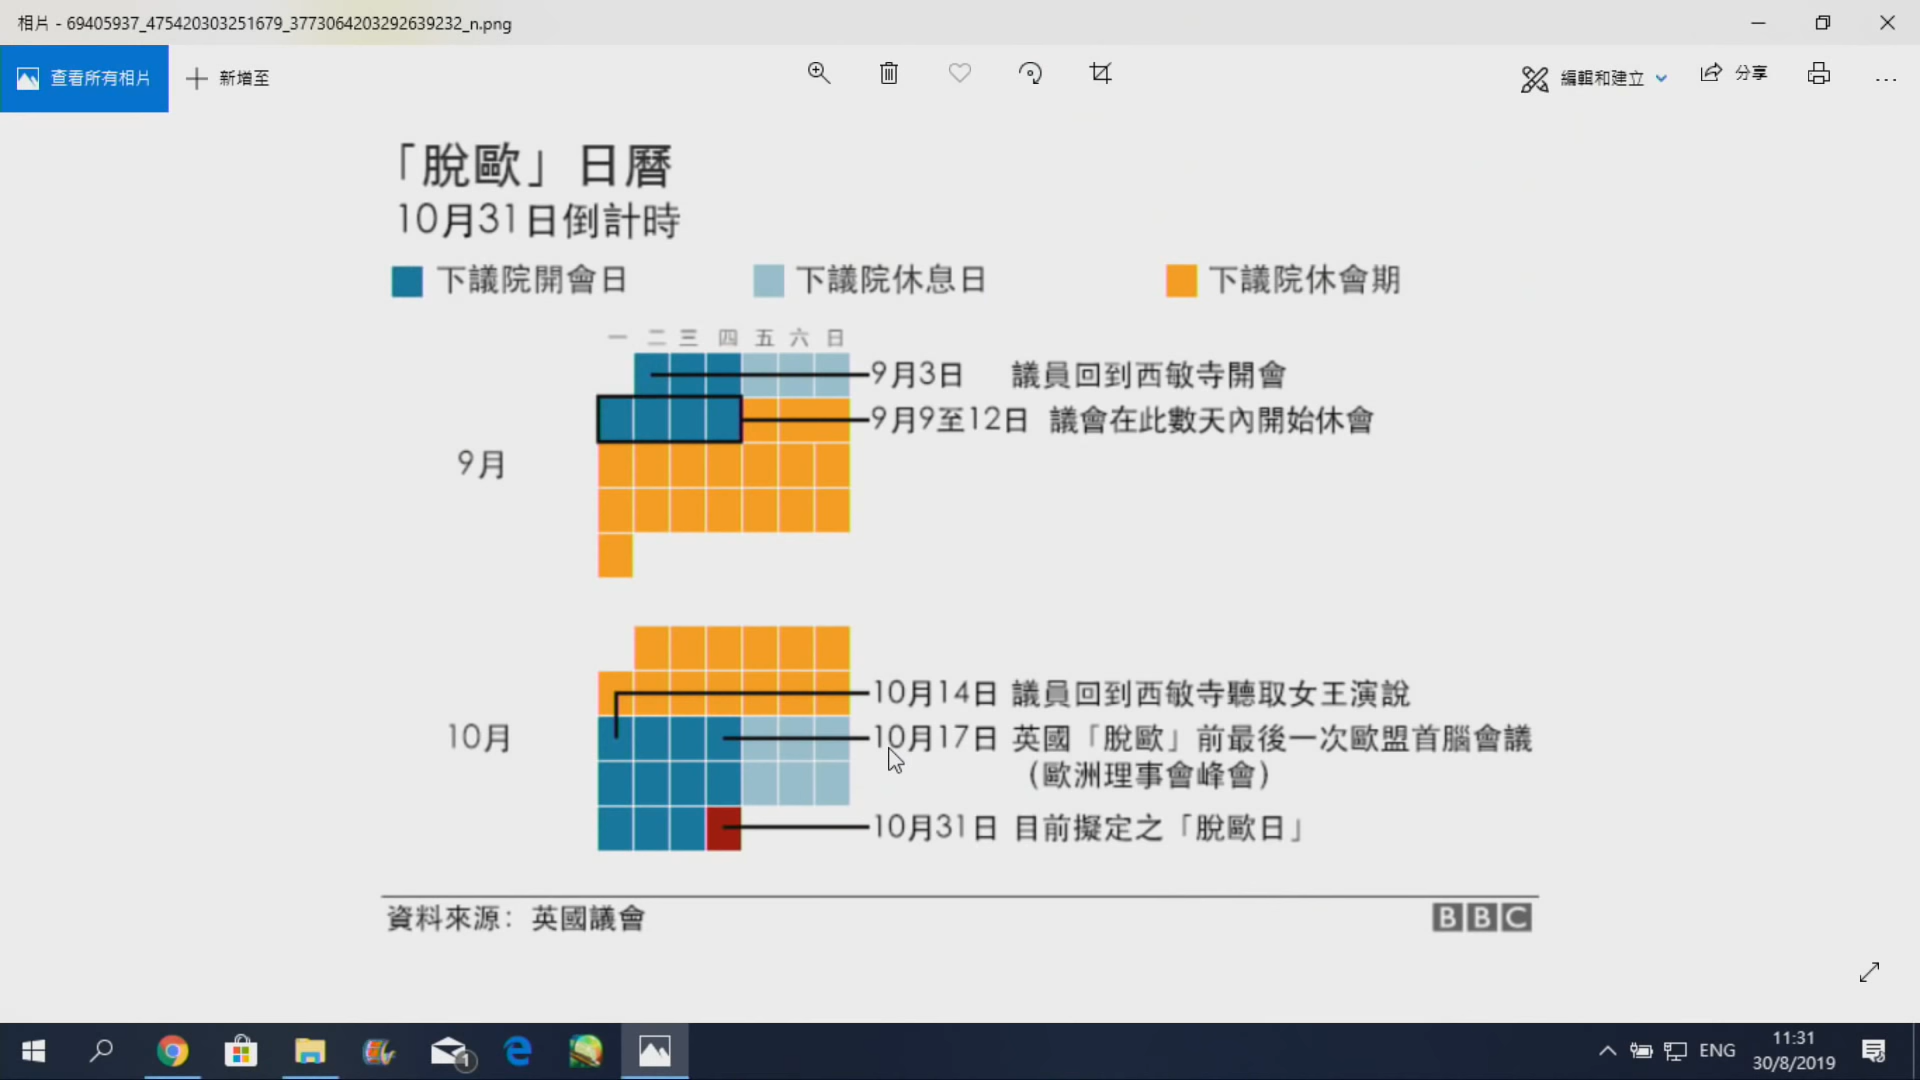 相片 - 69405937_475420303251679_3773064203292639232_n.png
查看所有相片
新增至
編輯和建立
分享
「脫歐」日曆
10月31日倒計時
下議院開會日
下議院休息日
下議院休會期
一 二 三 四 五 六 日
9月3日 議員回到西敏寺開會
9月9至12日 議會在此數天內開始休會
9月
10月14日 議員回到西敏寺聽取女王演說
10月
10月17日 英國「脫歐」前最後一次歐盟首腦會議
（歐洲理事會峰會）
10月31日 目前擬定之「脫歐日」
資料來源：英國議會
BBC
1
ENG
11:31
30/8/2019